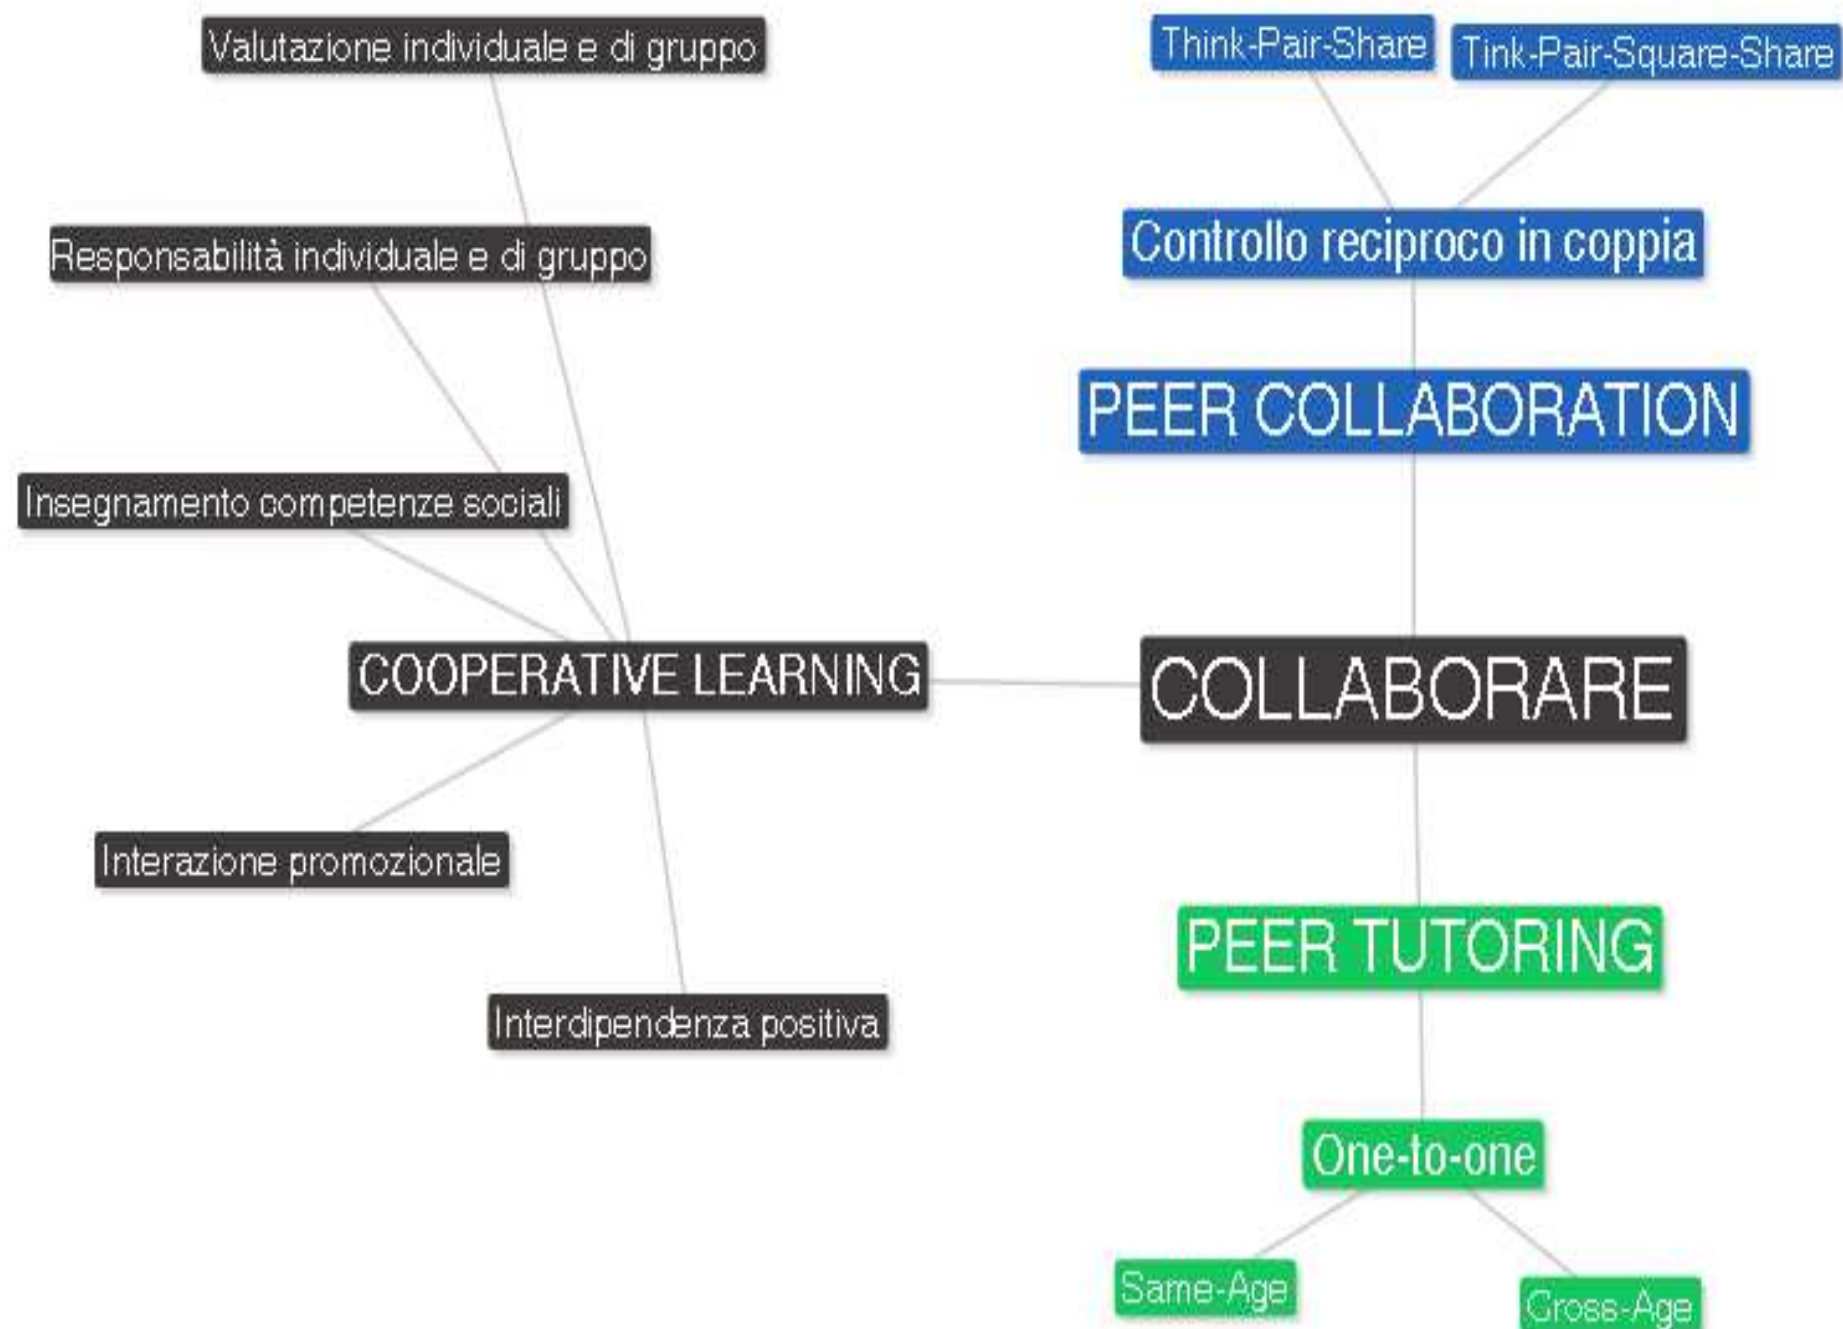 Valutazione individuale e di gruppo
Think-Pair-Share
Tink-Pair-Square-Share
Responsabilità individuale e di gruppo
Controllo reciproco in coppia
PEER COLLABORATION
Insegnamento competenze sociali
COOPERATIVE LEARNING
COLLABORARE
Interazione promozionale
PEER TUTORING
Interdipendenza positiva
One-to-one
Same-Age
Cross-Age